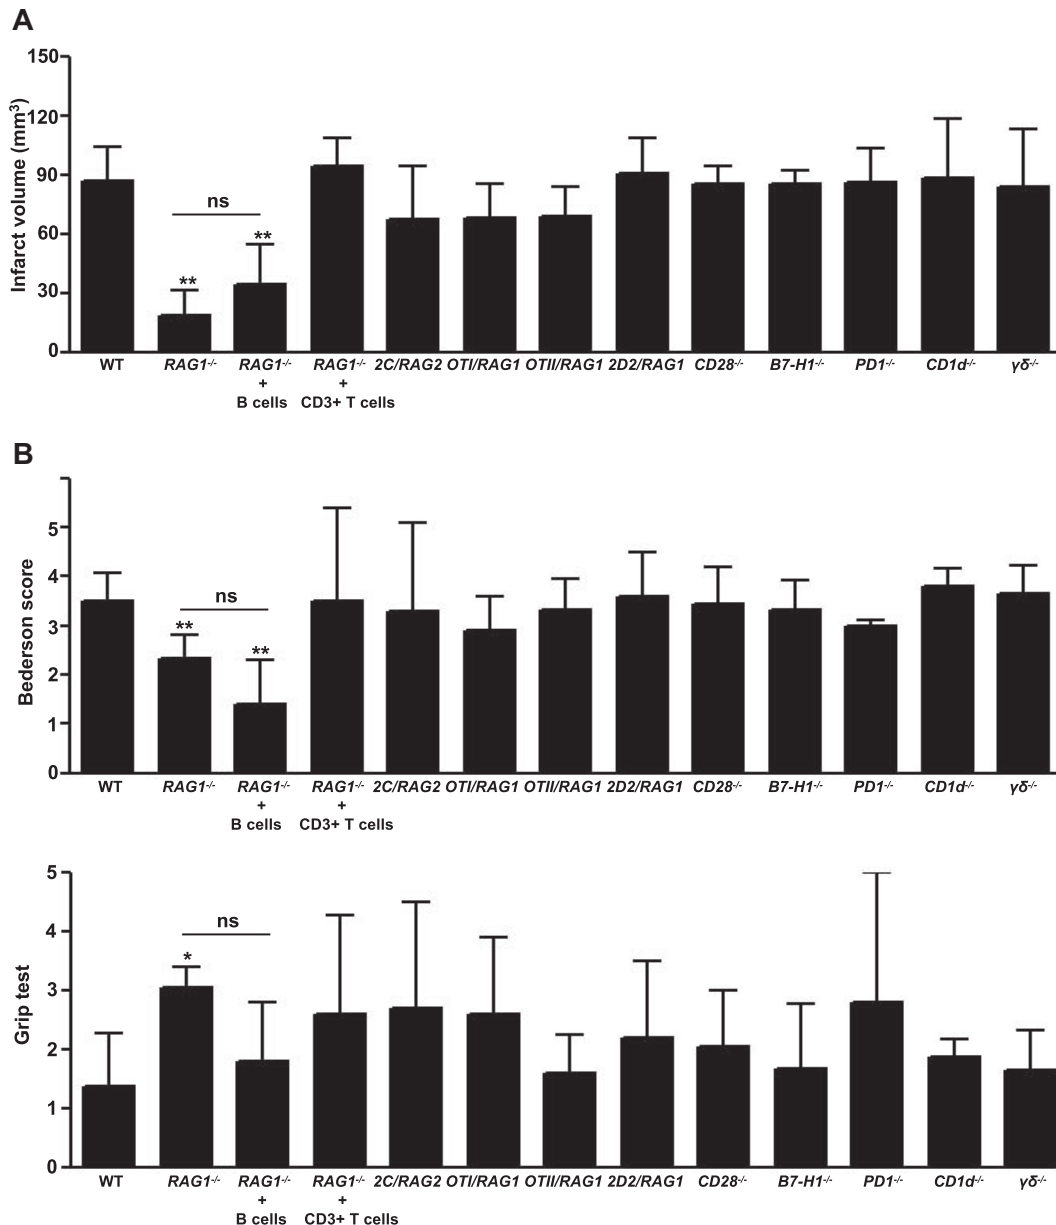 A
Infarct volume (mm³)
150
120
90
60
30
0
ns
**
**
WT RAG1-/- RAG1-/- RAG1-/- 2C/RAG2 OTI/RAG1 OTII/RAG1 2D2/RAG1 CD28-/- B7-H1-/- PD1-/- CD1d-/- γδ-/-
+ +
B cells CD3+ T cells
B
Bederson score
5
4
3
2
1
0
ns
**
**
WT RAG1-/- RAG1-/- RAG1-/- 2C/RAG2 OTI/RAG1 OTII/RAG1 2D2/RAG1 CD28-/- B7-H1-/- PD1-/- CD1d-/- γδ-/-
+ +
B cells CD3+ T cells
Grip test
5
4
3
2
1
0
ns
*
WT RAG1-/- RAG1-/- RAG1-/- 2C/RAG2 OTI/RAG1 OTII/RAG1 2D2/RAG1 CD28-/- B7-H1-/- PD1-/- CD1d-/- γδ-/-
+ +
B cells CD3+ T cells